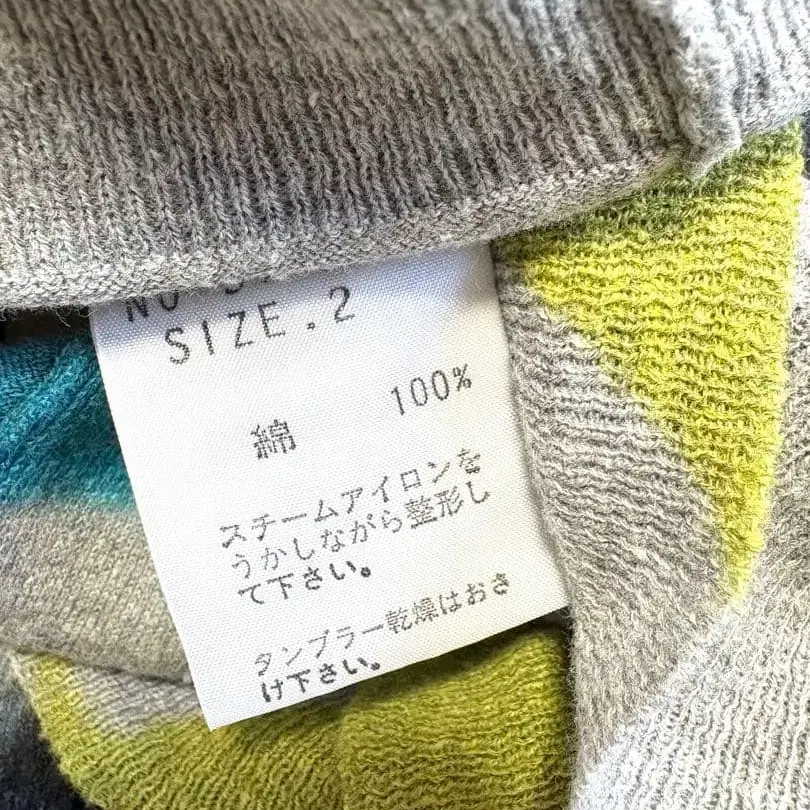 NO
SIZE.2
綿 100%
スチームアイロンを
うかしながら整形し
て下さい。
タンブラー乾燥はおさ
け下さい。